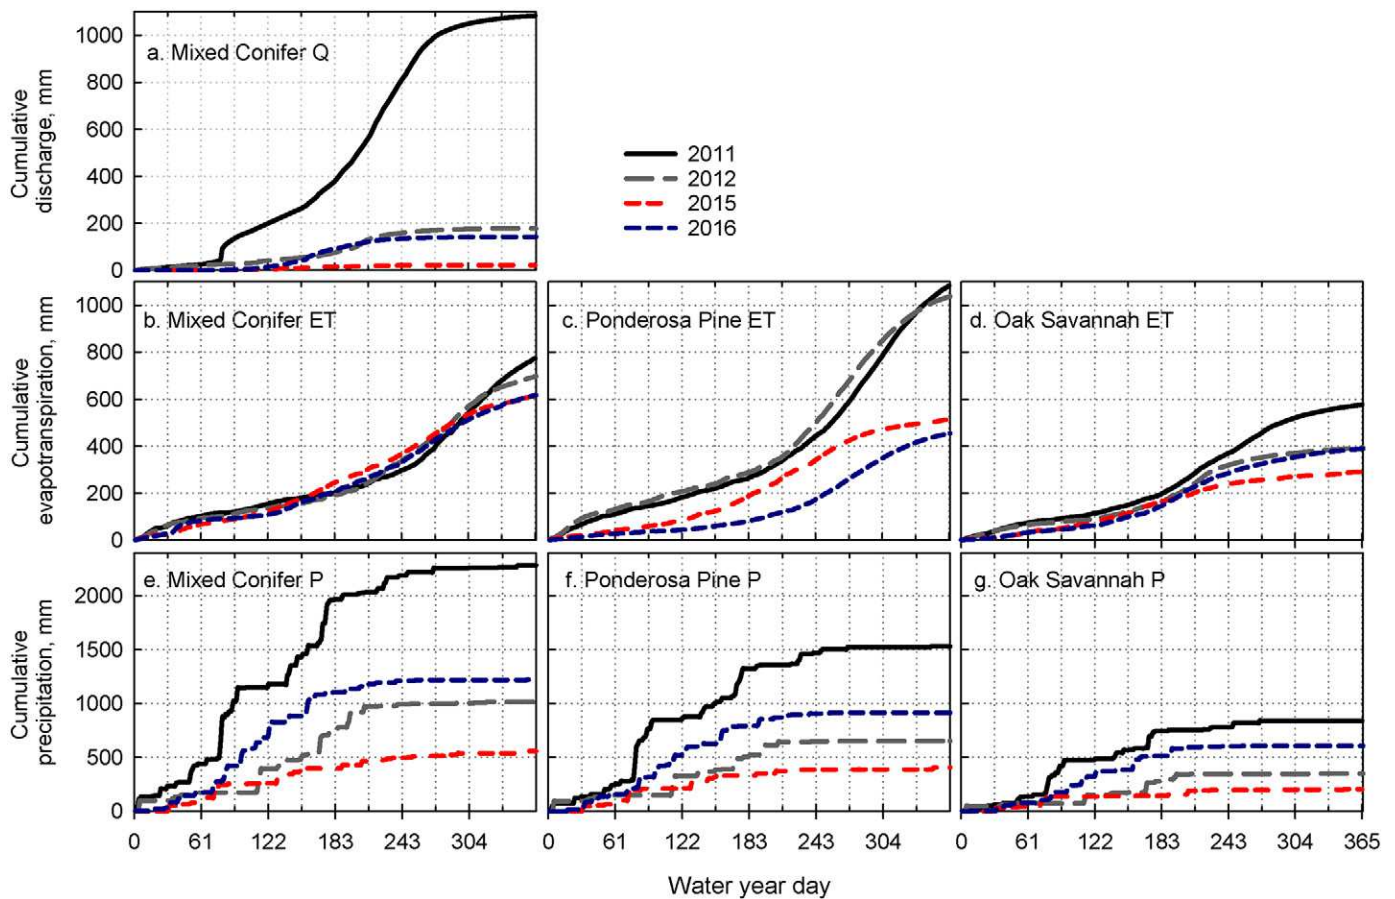 Cumulative
discharge, mm
1000
800
600
400
200
0
a. Mixed Conifer Q
2011
2012
2015
2016
Cumulative
evapotranspiration, mm
1000
800
600
400
200
0
b. Mixed Conifer ET
c. Ponderosa Pine ET
d. Oak Savannah ET
Cumulative
precipitation, mm
2000
1500
1000
500
0
e. Mixed Conifer P
f. Ponderosa Pine P
g. Oak Savannah P
0 61 122 183 243 304 0 61 122 183 243 304 0 61 122 183 243 304 365
Water year day